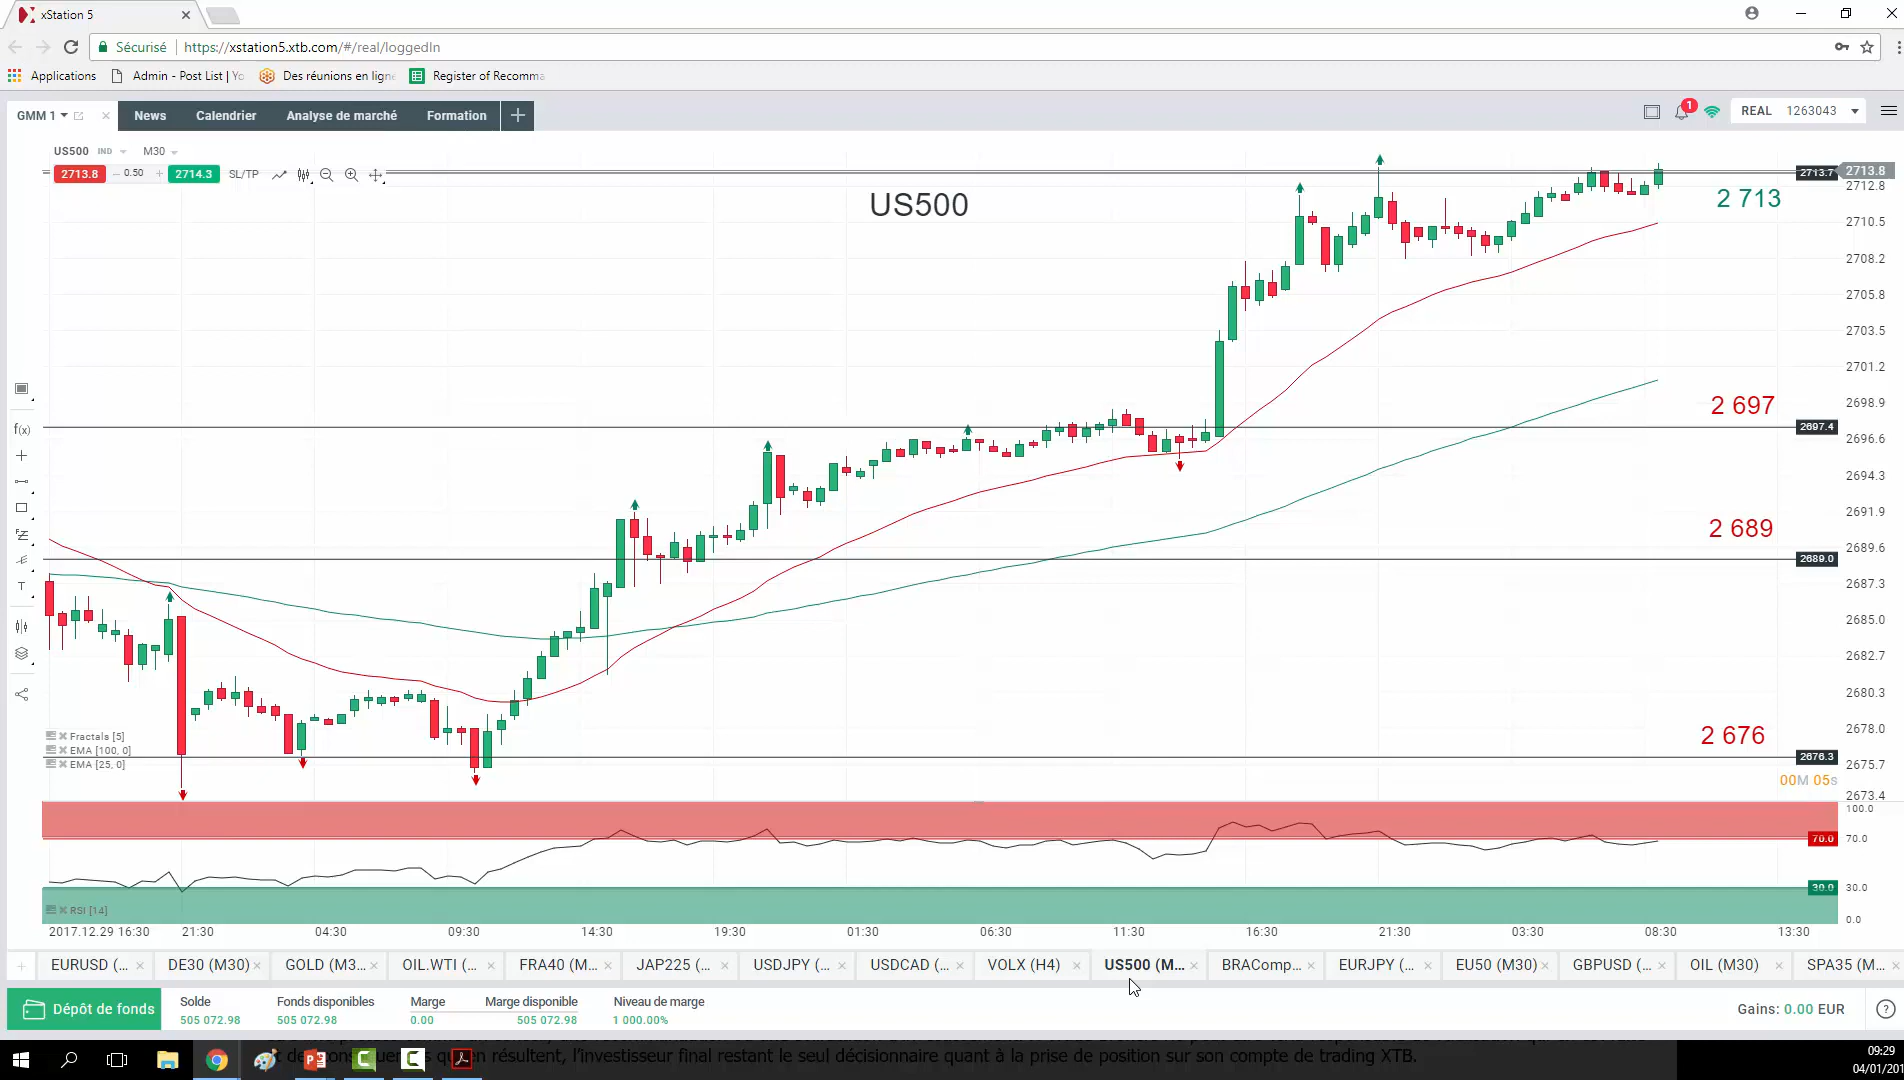 xStation 5
Sécurisé https://xstation5.xtb.com/#/real/loggedIn
Applications Admin - Post List | Yo Des réunions en ligne Register of Recomma
GMM 1 News Calendrier Analyse de marché Formation
1 REAL 1263043
US500 IND M30
2713.8 0.50 2714.3 SL/TP
US500
2713.7 2713.8
2 713
2712.8
2710.5
2708.2
2705.8
2703.5
2701.2
2 697
2698.9
2697.4
2696.6
2694.3
2691.9
2 689
2689.6
2689.0
2687.3
2685.0
2682.7
2680.3
2678.0
2 676
2676.3
2675.7
2673.4
00M 05s
f(x)
T
Fractals [5]
EMA [100, 0]
EMA [25, 0]
100.0
70.0 70.0
30.0 30.0
0.0
RSI [14]
2017.12.29 16:30 21:30 04:30 09:30 14:30 19:30 01:30 06:30 11:30 16:30 21:30 03:30 08:30 13:30
EURUSD (... DE30 (M30) GOLD (M3... OIL.WTI (... FRA40 (M... JAP225 (... USDJPY (... USDCAD (... VOLX (H4) US500 (M... BRAComp... EURJPY (... EU50 (M30) GBPUSD (... OIL (M30) SPA35 (M...
Dépôt de fonds
Solde Fonds disponibles Marge Marge disponible Niveau de marge
505 072.98 505 072.98 0.00 505 072.98 1 000.00%
Gains: 0.00 EUR
résultent, l'investisseur final restant le seul décisionnaire quant à la prise de position sur son compte de trading XTB.
09:29
04/01/201